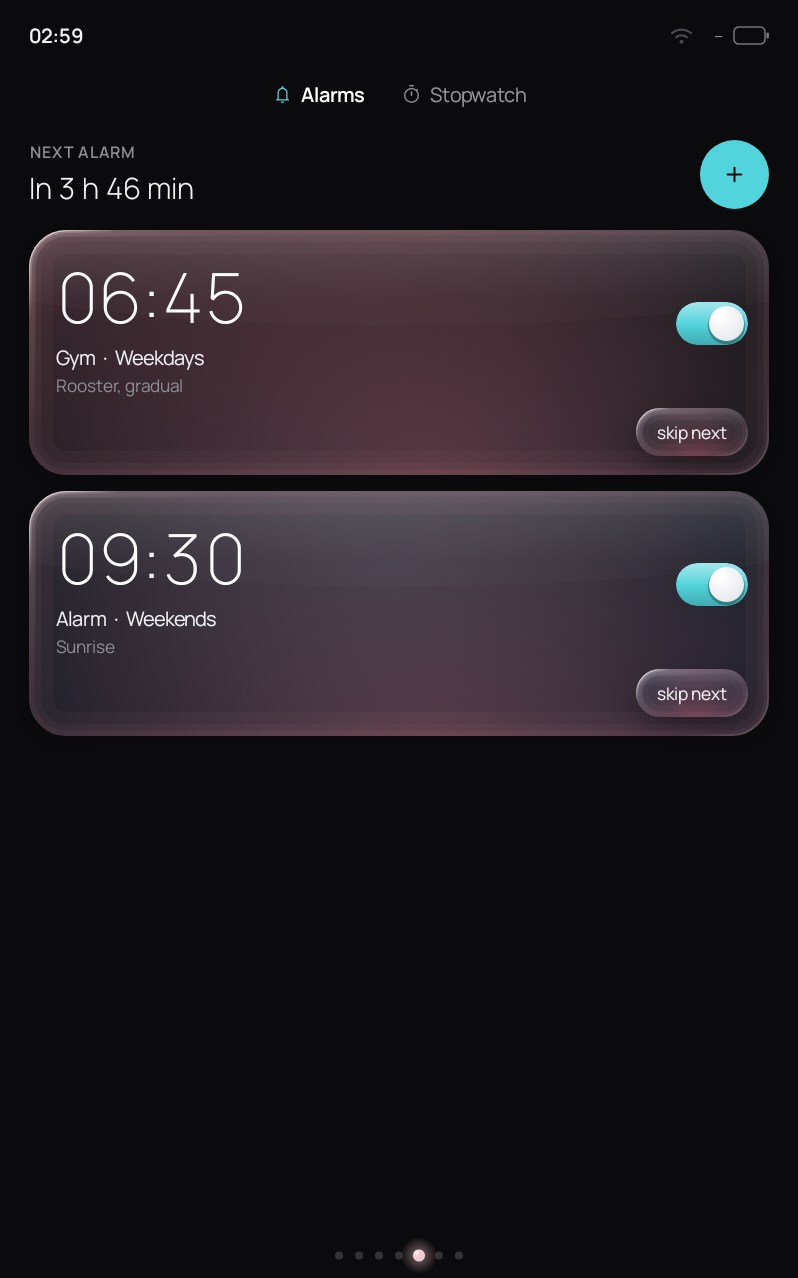 02:59
–
Alarms Stopwatch
NEXT ALARM
In 3 h 46 min
+
06:45
Gym · Weekdays
Rooster, gradual
skip next
09:30
Alarm · Weekends
Sunrise
skip next